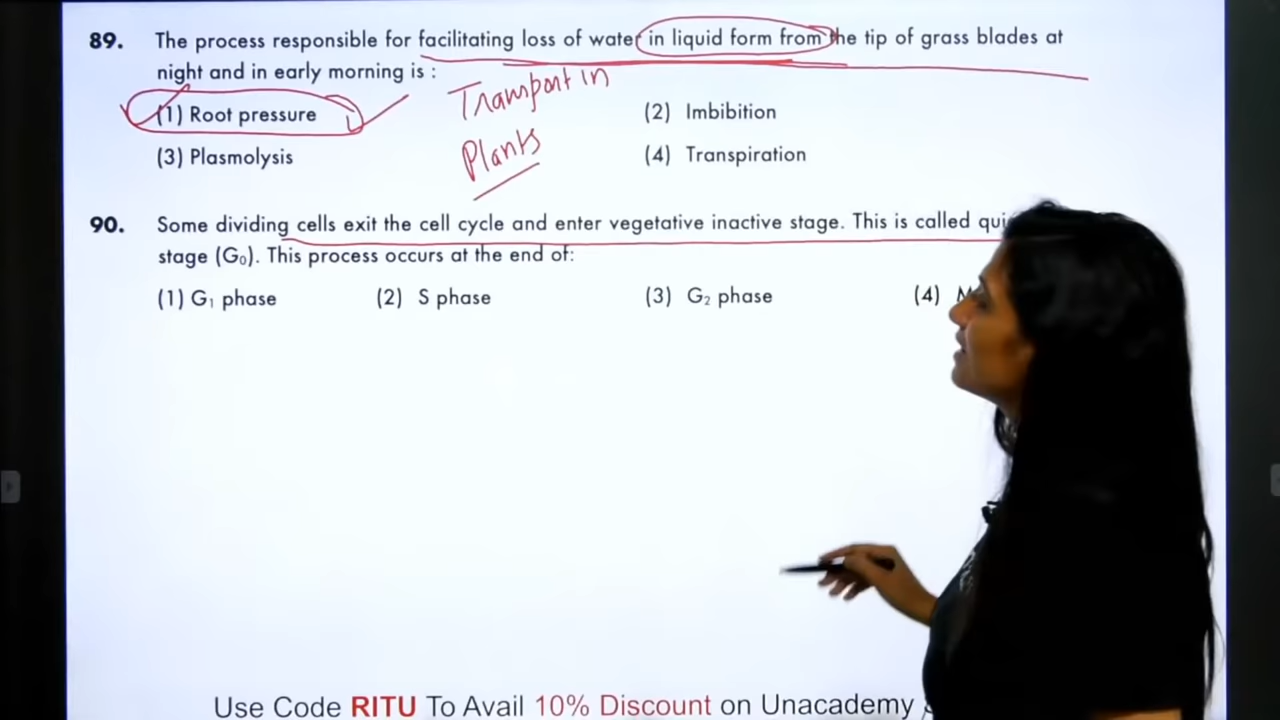 89. The process responsible for facilitating loss of water in liquid form from the tip of grass blades at
night and in early morning is :
Transport in
(1) Root pressure (2) Imbibition
Plants
(3) Plasmolysis (4) Transpiration
90. Some dividing cells exit the cell cycle and enter vegetative inactive stage. This is called
stage (G₀). This process occurs at the end of:
(1) G₁ phase (2) S phase (3) G₂ phase (4)
Use Code RITU To Avail 10% Discount on Unacademy